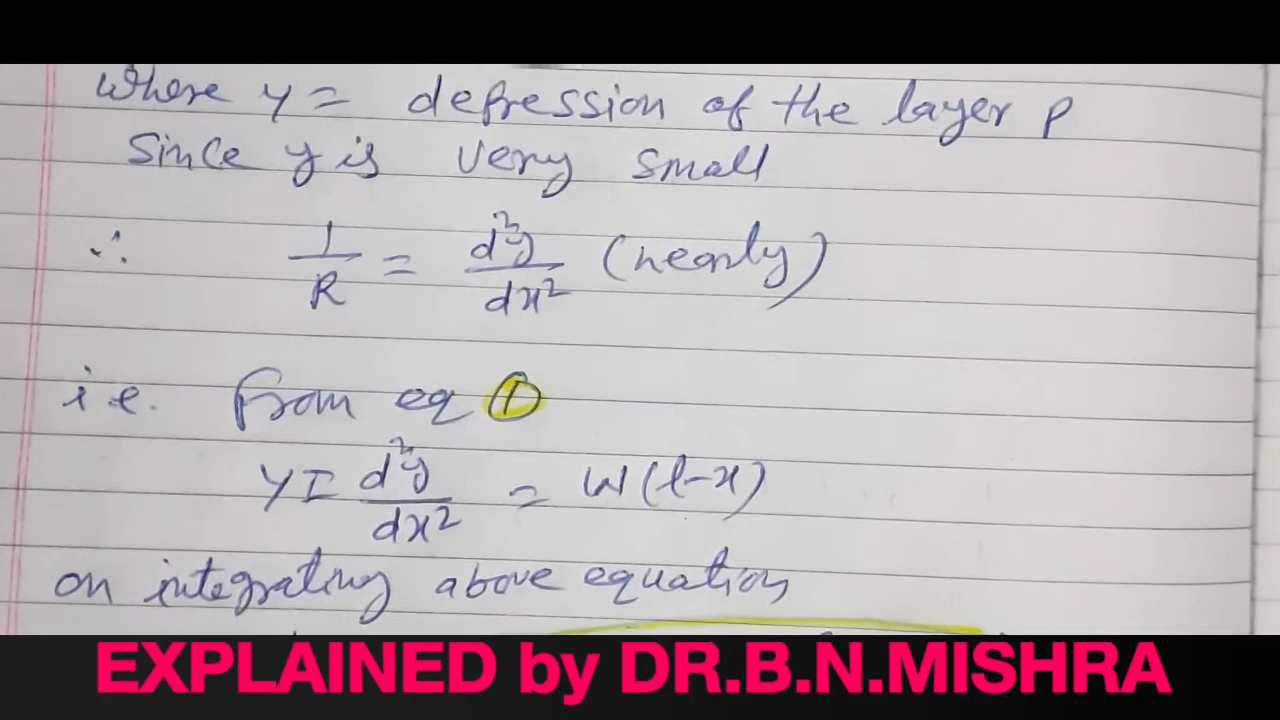 Where y = depression of the layer P
Since y is very small
∴ 1/R = d²y/dx² (nearly)
i.e. from eq ①
YI d²y/dx² = W(l-x)
on integrating above equation
EXPLAINED by DR.B.N.MISHRA